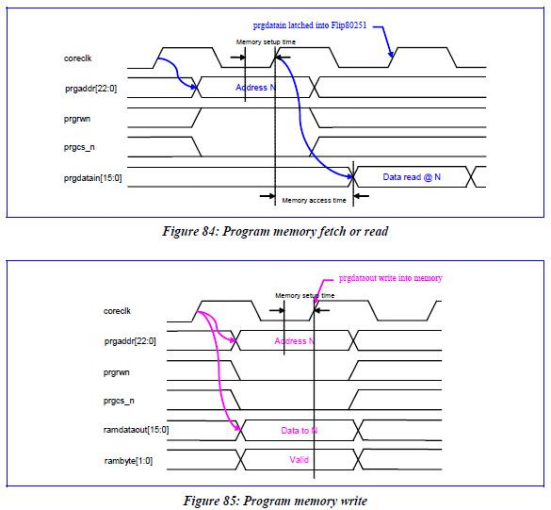 prgdatain latched into Flip80251
Memory setup time
coreclk
prgaddr[22:0]
Address N
prgrwn
prgcs_n
prgdatain[15:0]
Data read @ N
Memory access time
Figure 84: Program memory fetch or read
prgdataout write into memory
Memory setup time
coreclk
prgaddr[22:0]
Address N
prgrwn
prgcs_n
ramdataout[15:0]
Data to N
rambyte[1:0]
Valid
Figure 85: Program memory write